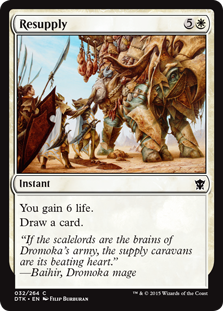 Resupply 5
Instant
You gain 6 life.
Draw a card.
"If the scalelords are the brains of
Dromoka's army, the supply caravans
are its beating heart."
—Baihir, Dromoka mage
032/264 C
DTK • EN Filip Burburan
™ & © 2015 Wizards of the Coast